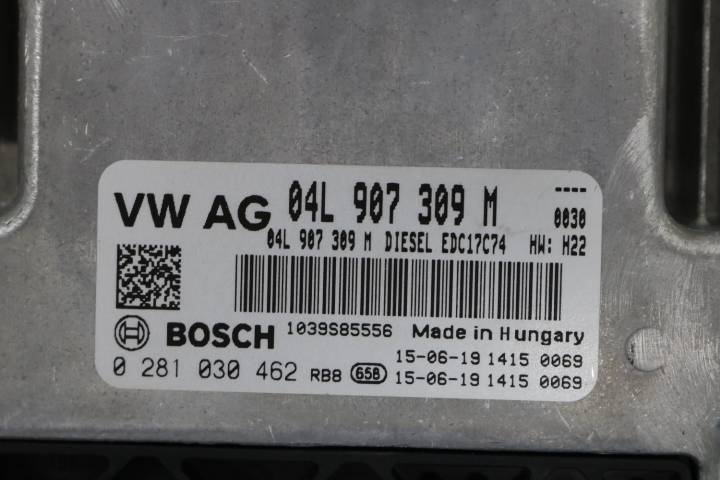 VW AG 04L 907 309 M ----
0030
04L 907 309 M DIESEL EDC17C74 HW: H22
BOSCH 1039S85556 Made in Hungary
15-06-19 1415 0069
0 281 030 462 RB8 65B 15-06-19 1415 0069